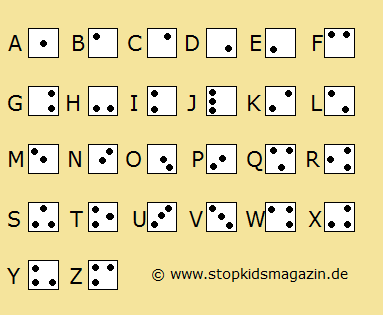 A B C D E F
G H I J K L
M N O P Q R
S T U V W X
Y Z © www.stopkidsmagazin.de